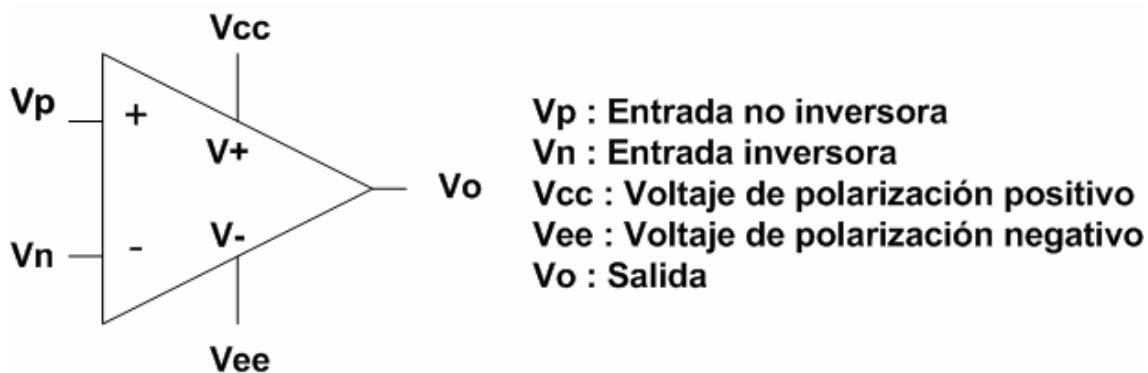 Vcc
Vp
+
V+
Vo
V-
-
Vn
Vee
Vp : Entrada no inversora
Vn : Entrada inversora
Vcc : Voltaje de polarización positivo
Vee : Voltaje de polarización negativo
Vo : Salida